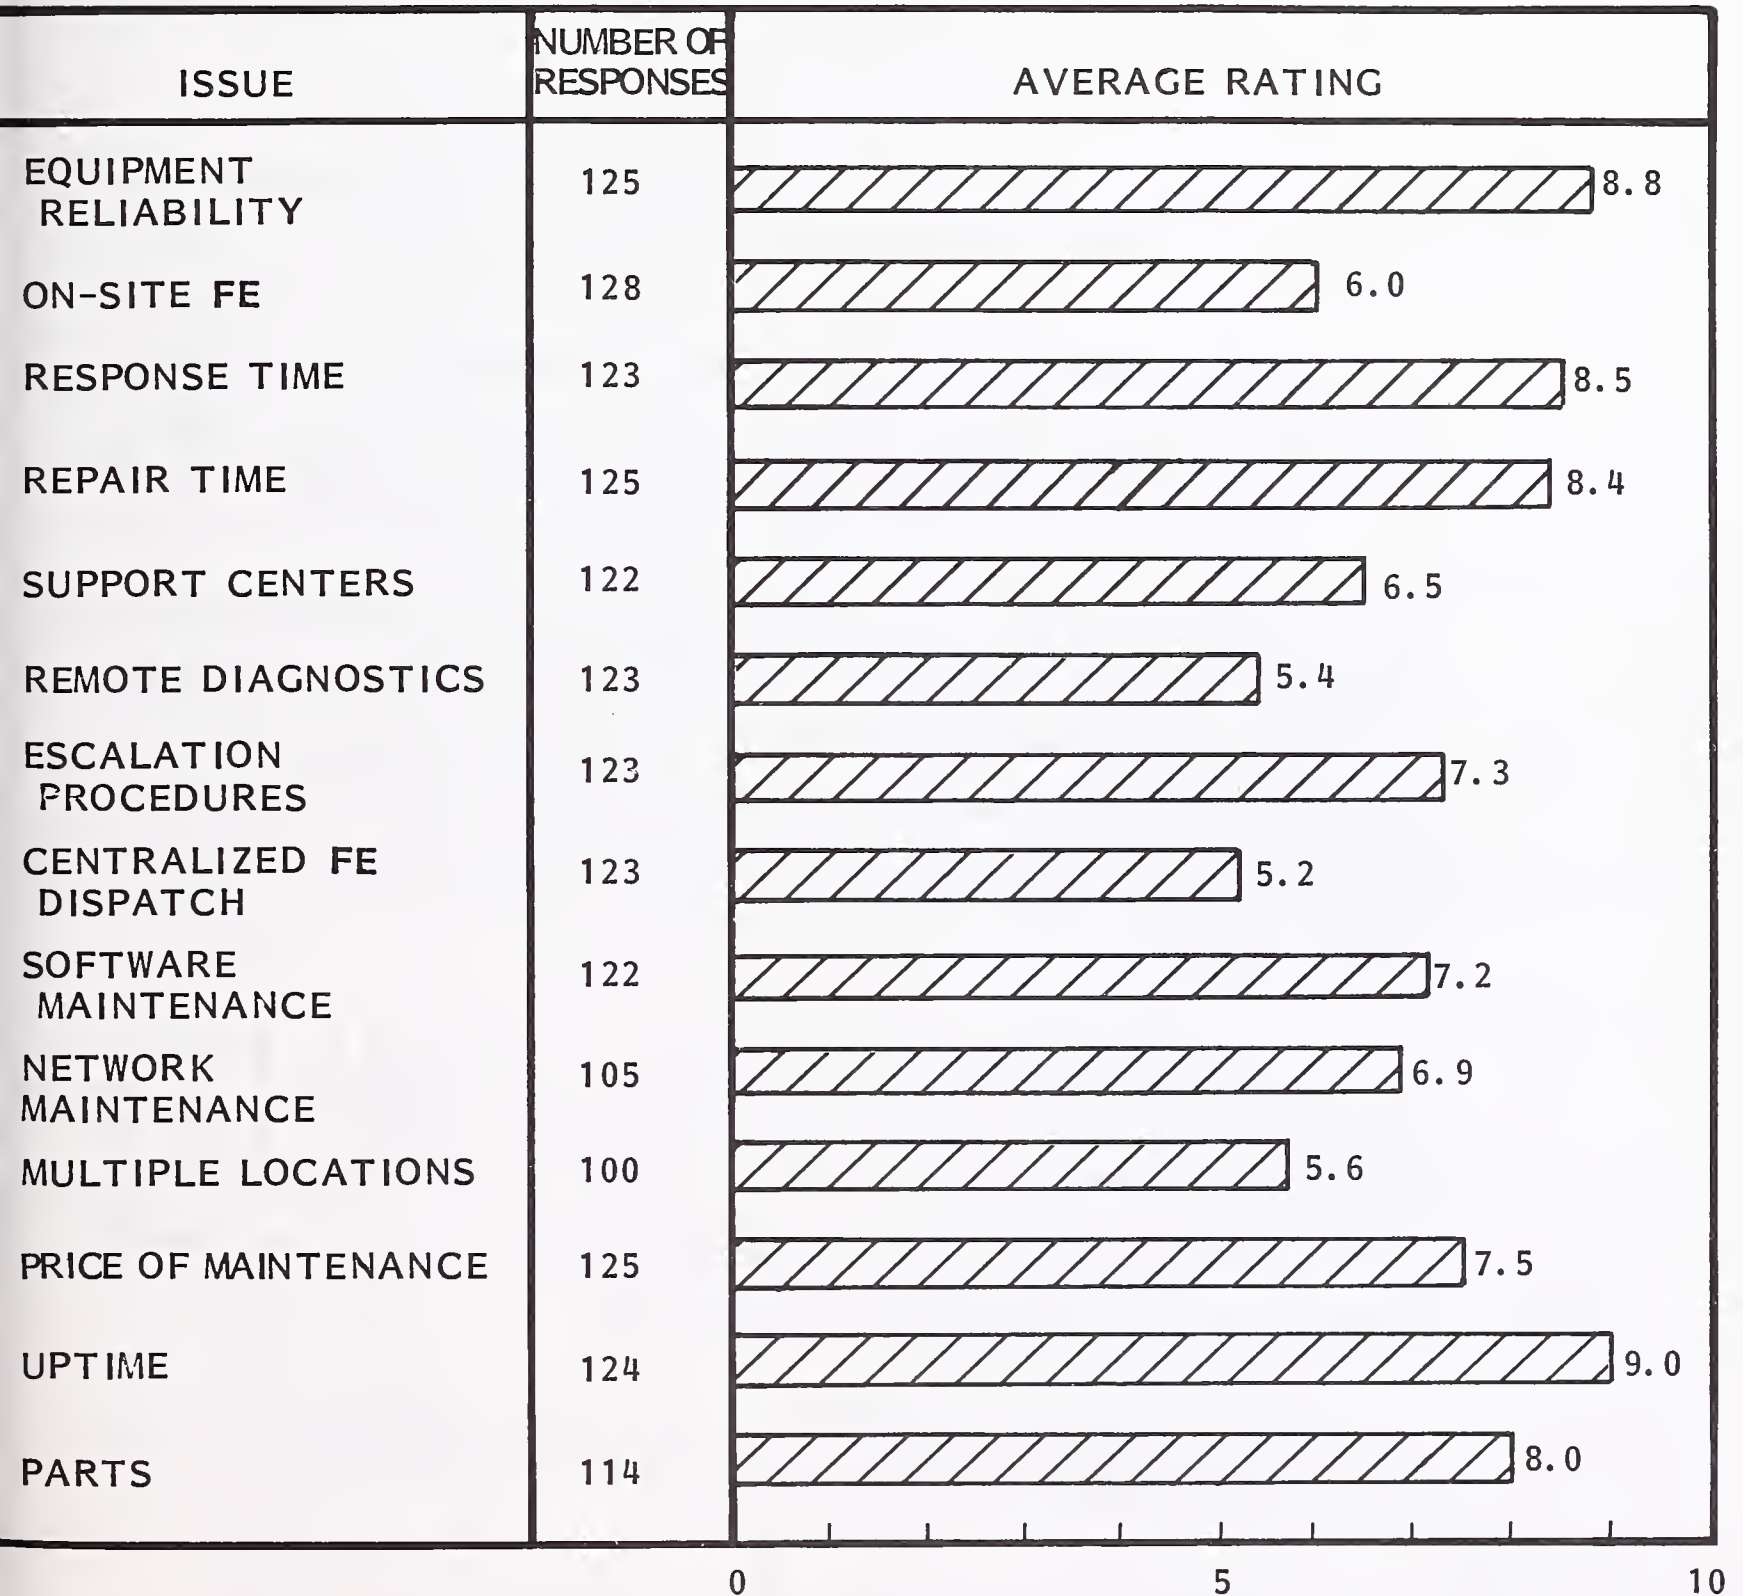 ISSUE
NUMBER OF
RESPONSES
AVERAGE RATING
EQUIPMENT
RELIABILITY
125
8.8
ON-SITE FE
128
6.0
RESPONSE TIME
123
8.5
REPAIR TIME
125
8.4
SUPPORT CENTERS
122
6.5
REMOTE DIAGNOSTICS
123
5.4
ESCALATION
PROCEDURES
123
7.3
CENTRALIZED FE
DISPATCH
123
5.2
SOFTWARE
MAINTENANCE
122
7.2
NETWORK
MAINTENANCE
105
6.9
MULTIPLE LOCATIONS
100
5.6
PRICE OF MAINTENANCE
125
7.5
UPTIME
124
9.0
PARTS
114
8.0
0 5 10